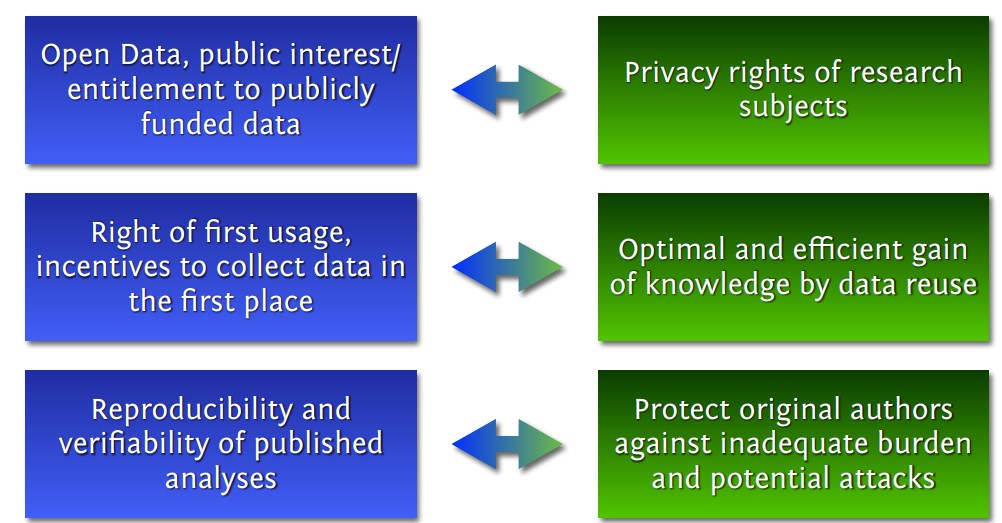 Open Data, public interest/
entitlement to publicly
funded data
Privacy rights of research
subjects
Right of first usage,
incentives to collect data in
the first place
Optimal and efficient gain
of knowledge by data reuse
Reproducibility and
verifiability of published
analyses
Protect original authors
against inadequate burden
and potential attacks